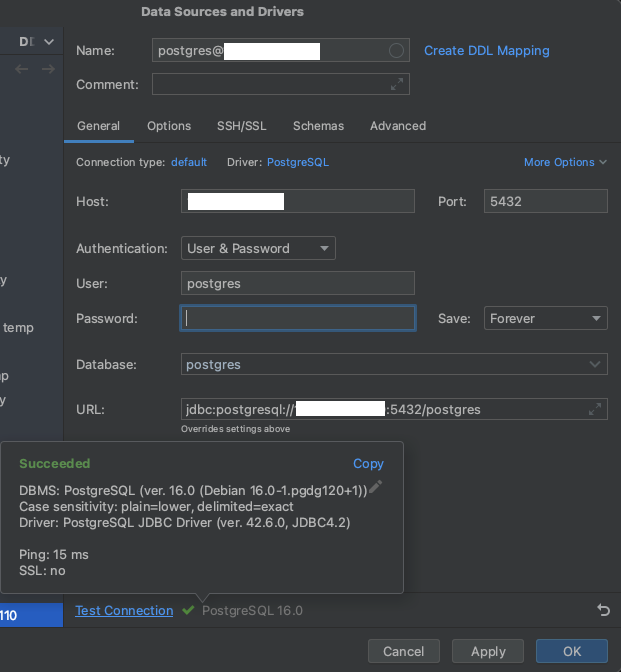 Data Sources and Drivers
Name: postgres@ Create DDL Mapping
Comment:
General Options SSH/SSL Schemas Advanced
Connection type: default Driver: PostgreSQL More Options
ty
Host: Port: 5432
Authentication: User & Password
y
User: postgres
temp
Password: Save: Forever
Database: postgres
y
URL: jdbc:postgresql:// :5432/postgres
Overrides settings above
Succeeded Copy
DBMS: PostgreSQL (ver. 16.0 (Debian 16.0-1.pgdg120+1))
Case sensitivity: plain=lower, delimited=exact
Driver: PostgreSQL JDBC Driver (ver. 42.6.0, JDBC4.2)
Ping: 15 ms
SSL: no
110 Test Connection PostgreSQL 16.0
Cancel Apply OK